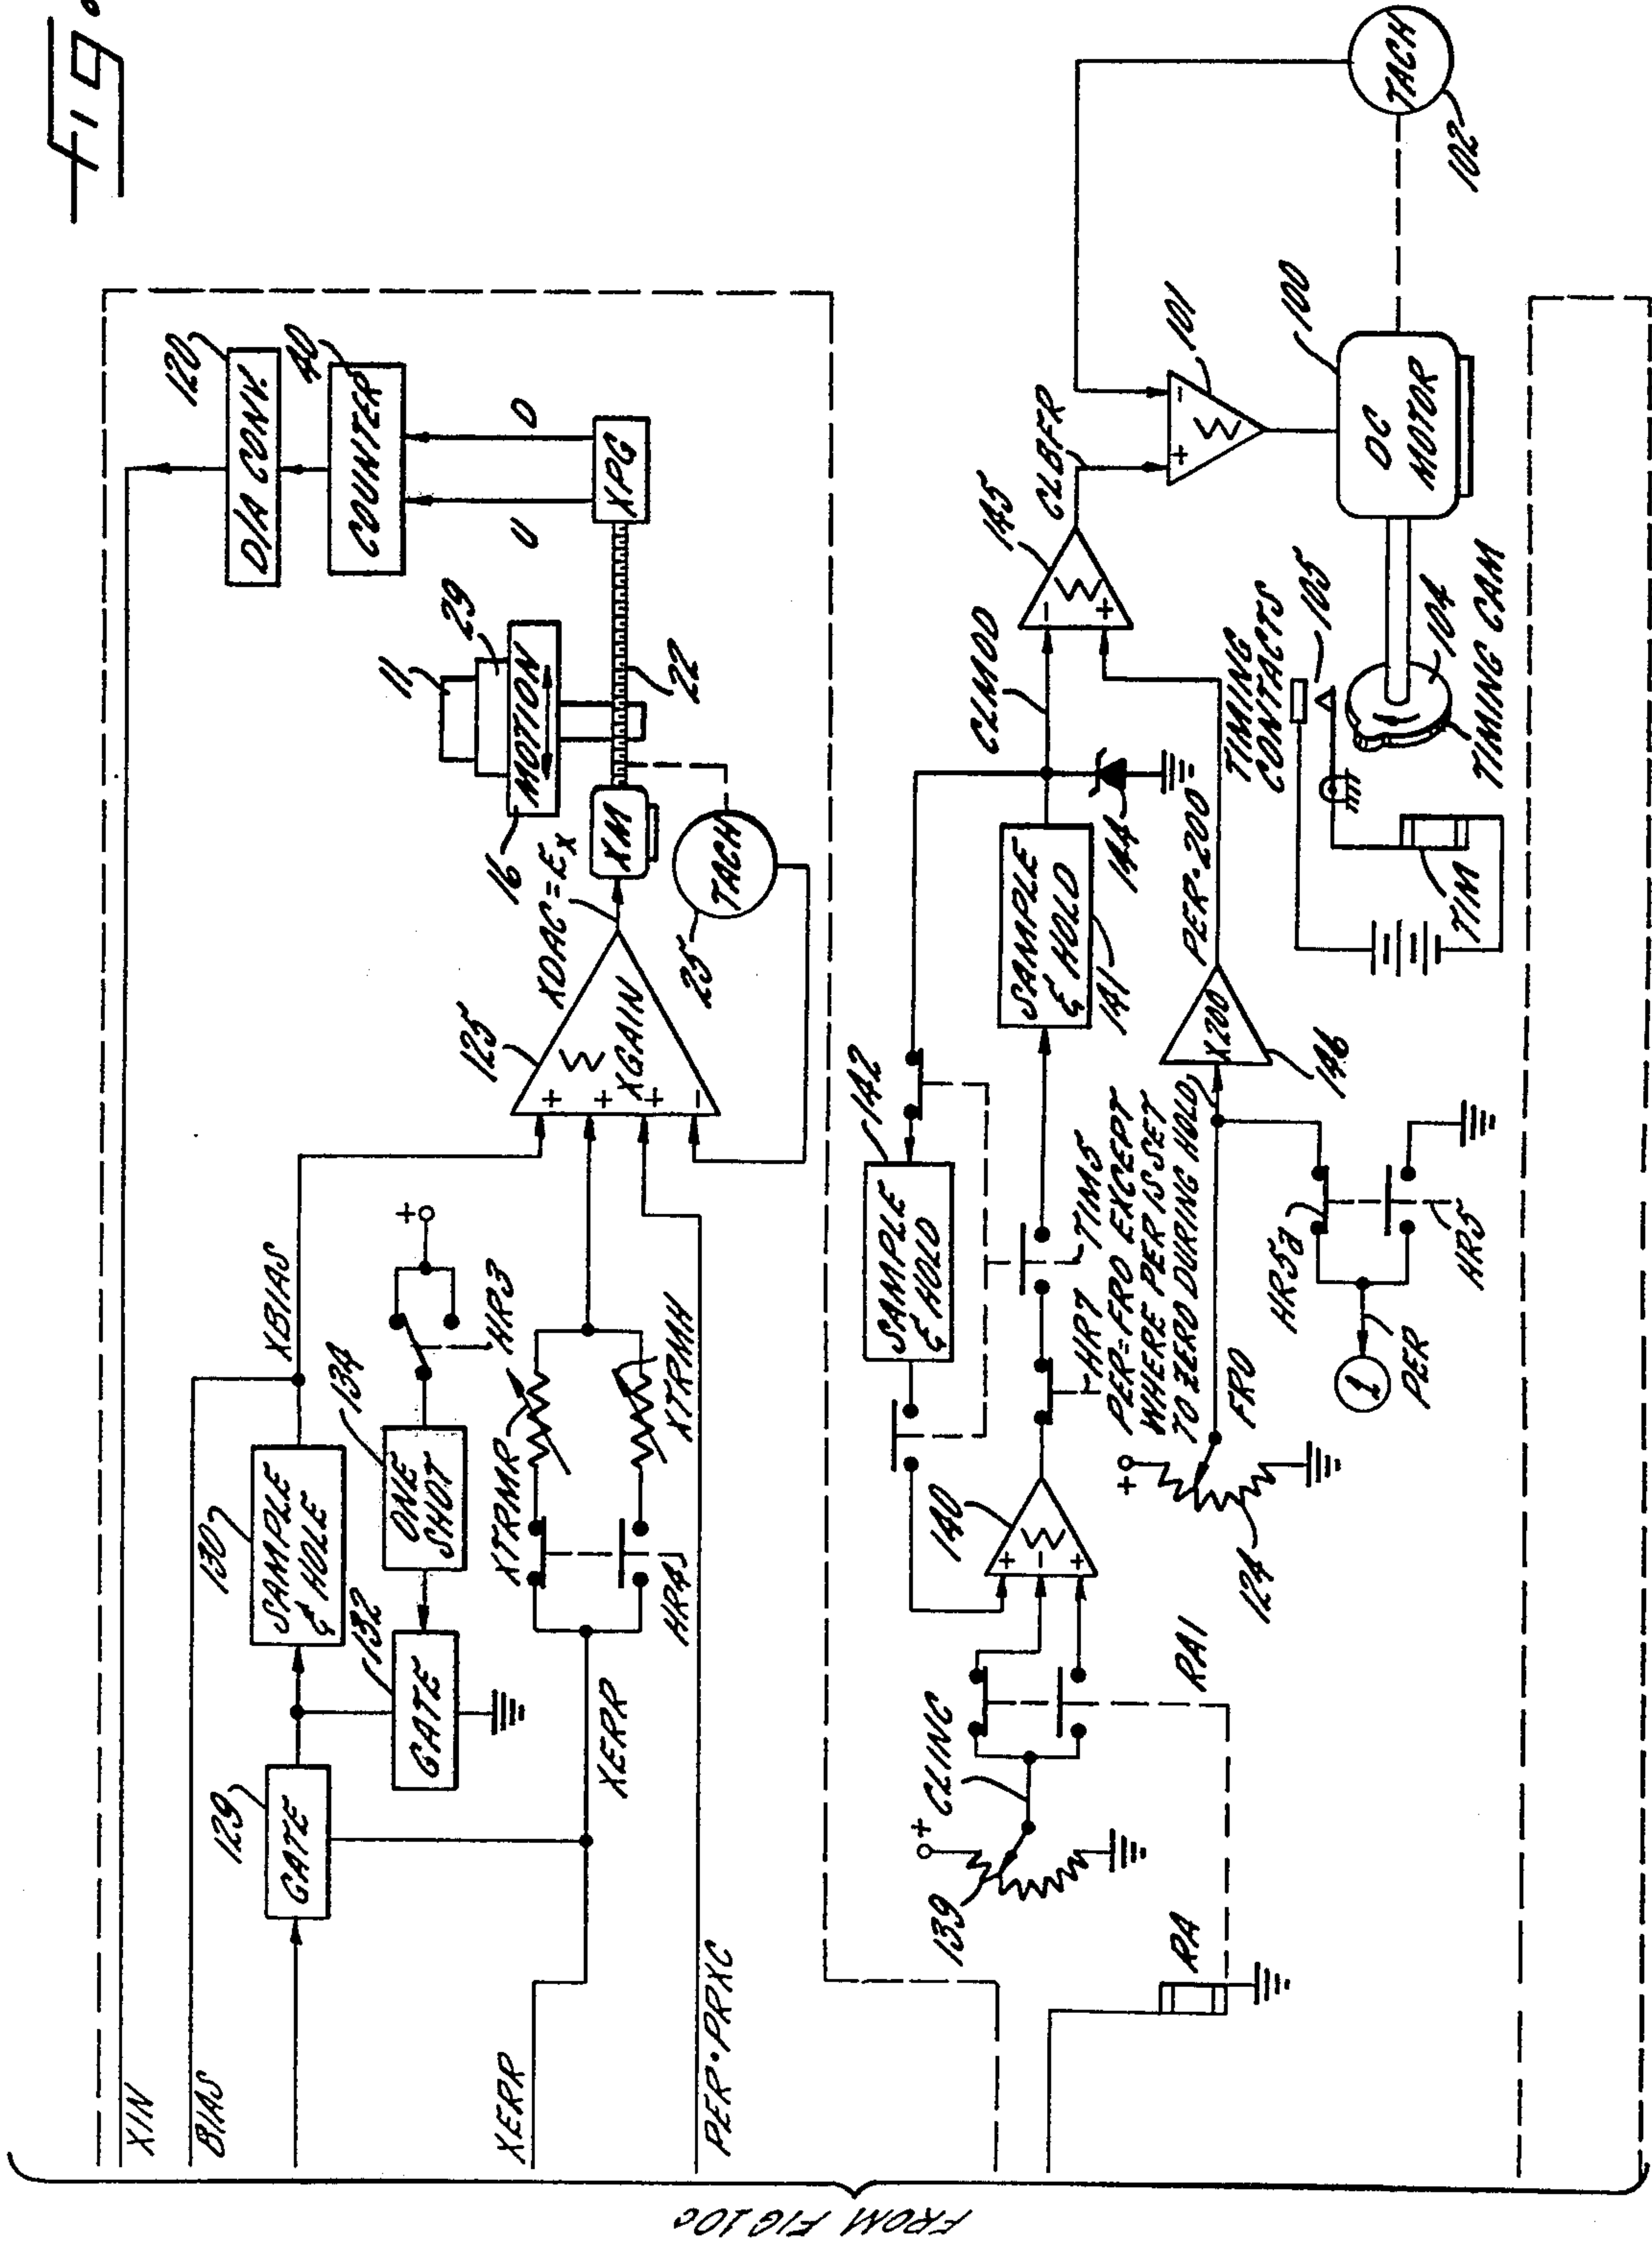 Fig.
XIN
BIAS
XERR
PER·PRXC
FROM FIG 10c
129
GATE
130
SAMPLE
& HOLE
132
GATE
134
ONE
SHOT
HR3
+
XBIAS
XERR
XTRMR
XTRMH
HR4
125
+
+
+
-
Σ
XGAIN
XDAC=EX
XM
25
TACH
16
MOTION
11
29
22
XPG
U
D
COUNTER
40
D/A CONV.
120
RA
RA1
139
+
CLINC
140
+
-
+
Σ
142
SAMPLE
& HOLD
HR7
TIM5
SAMPLE
& HOLD
141
144
CLMOD
145
-
+
Σ
CLBFR
101
+
-
Σ
100
DC
MOTOR
TACH
102
124
+
FRO
PER=FRO EXCEPT
WHERE PER IS SET
TO ZERO DURING HOLD
1
PER
HR5a
HR5
X200
146
PER·200
TIMING
CONTACTS
105
TIM
104
TIMING CAM